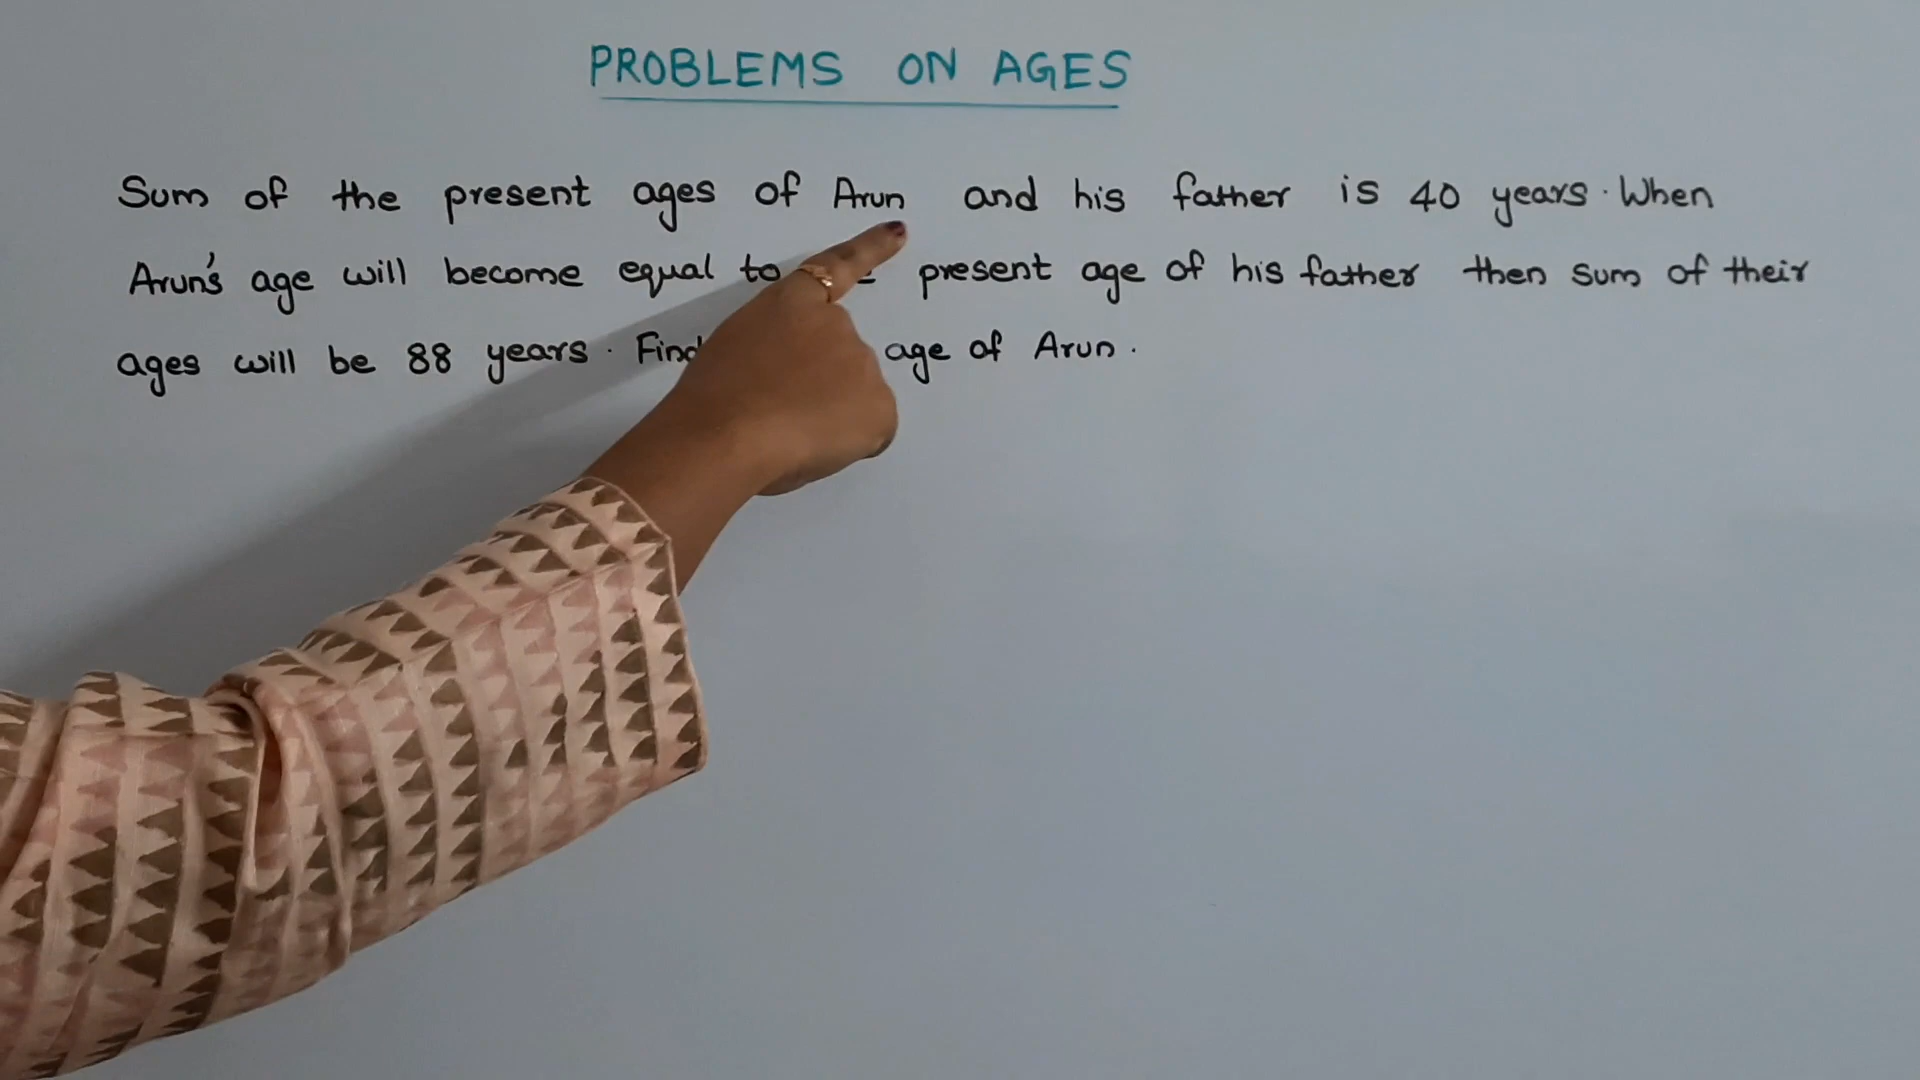 PROBLEMS ON AGES
Sum of the present ages of Arun and his father is 40 years. When
Arun's age will become equal to present age of his father then sum of their
ages will be 88 years. Find age of Arun.